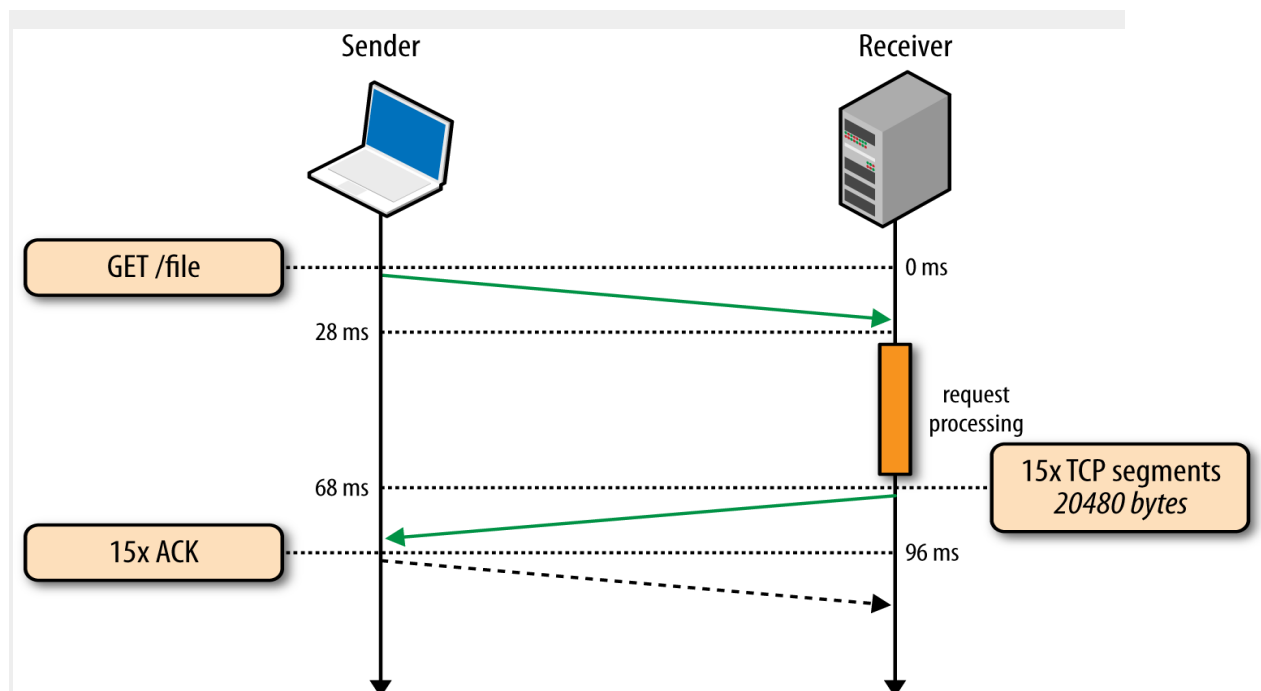 Sender
Receiver
GET /file
0 ms
28 ms
request
processing
68 ms
15x TCP segments
20480 bytes
15x ACK
96 ms